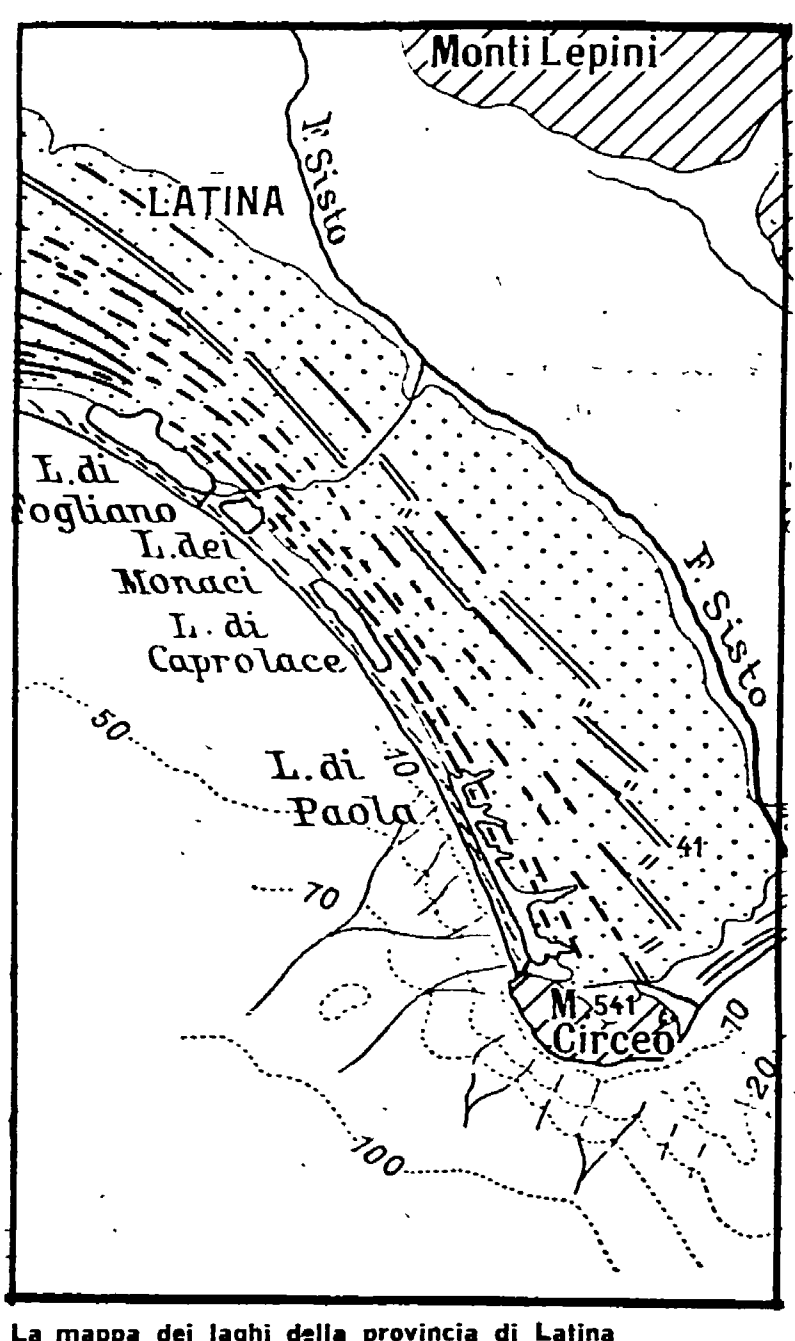 Monti Lepini
F. Sisto
LATINA
L. di
Fogliano
L. dei
Monaci
L. di
Caprolace
F. Sisto
50
L. di
Paola
10
41
70
M. 541
Circeo
20
100
La mappa dei laghi della provincia di Latina